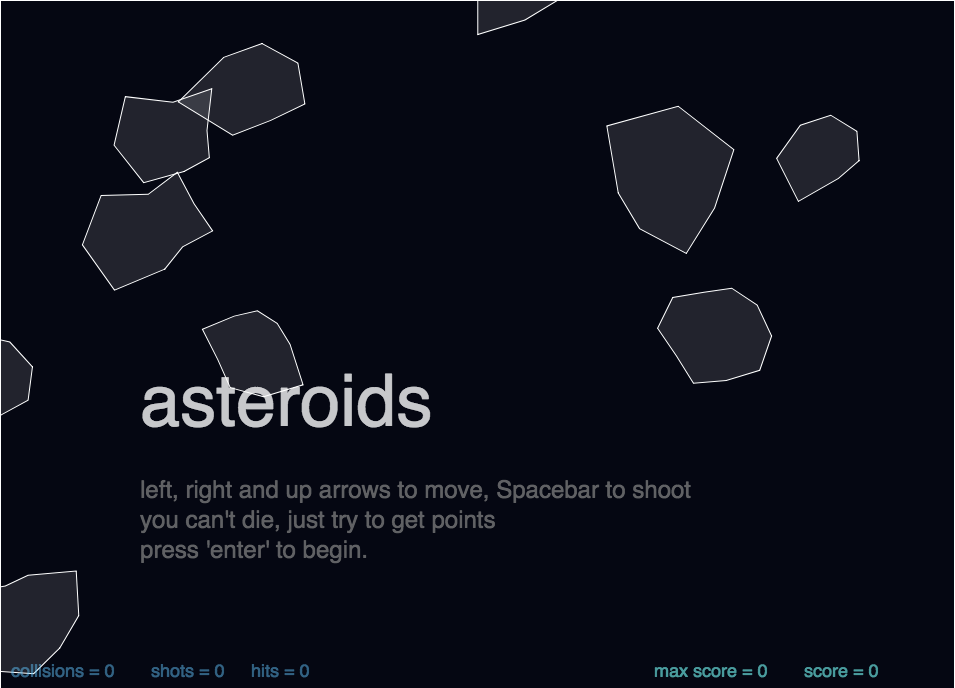 asteroids
left, right and up arrows to move, Spacebar to shoot
you can't die, just try to get points
press 'enter' to begin.
collisions = 0 shots = 0 hits = 0 max score = 0 score = 0